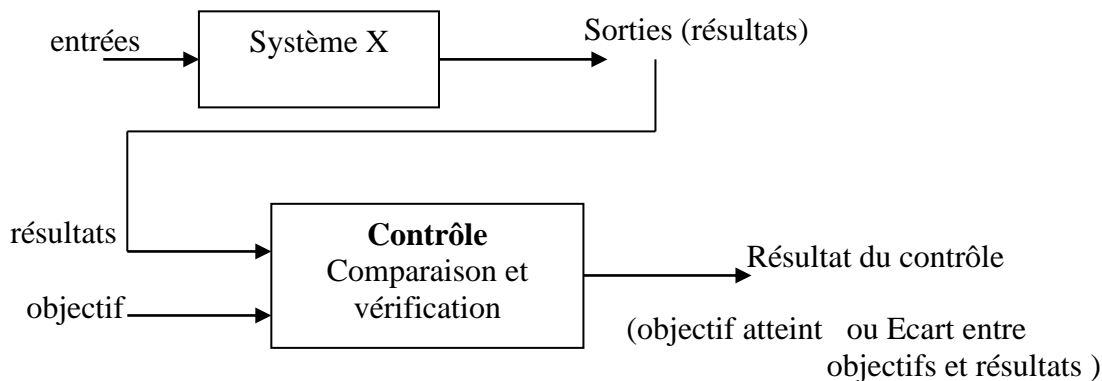 entrées
Système X
Sorties (résultats)
résultats
objectif
Contrôle
Comparaison et
vérification
Résultat du contrôle
(objectif atteint ou Ecart entre
objectifs et résultats )